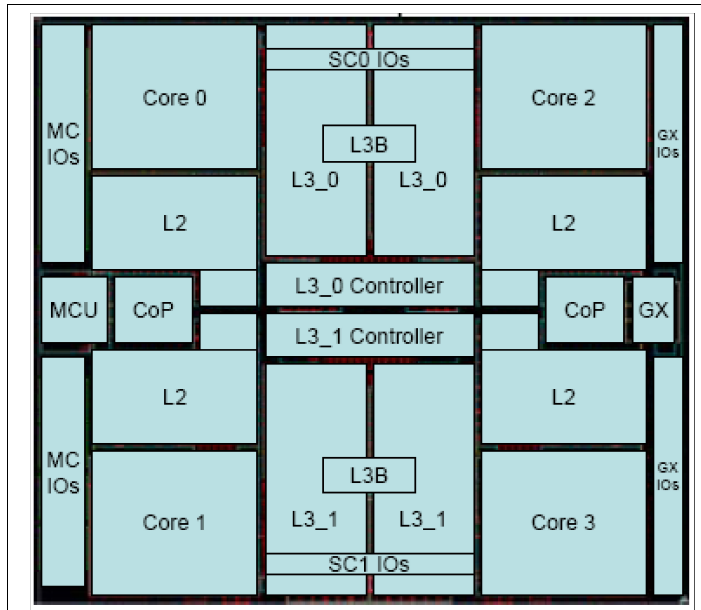 SC0 IOs
Core 0
Core 2
MC
IOs
GX
IOs
L3B
L3_0
L3_0
L2
L2
L3_0 Controller
MCU
CoP
CoP
GX
L3_1 Controller
L2
L2
MC
IOs
GX
IOs
L3B
L3_1
L3_1
Core 1
Core 3
SC1 IOs